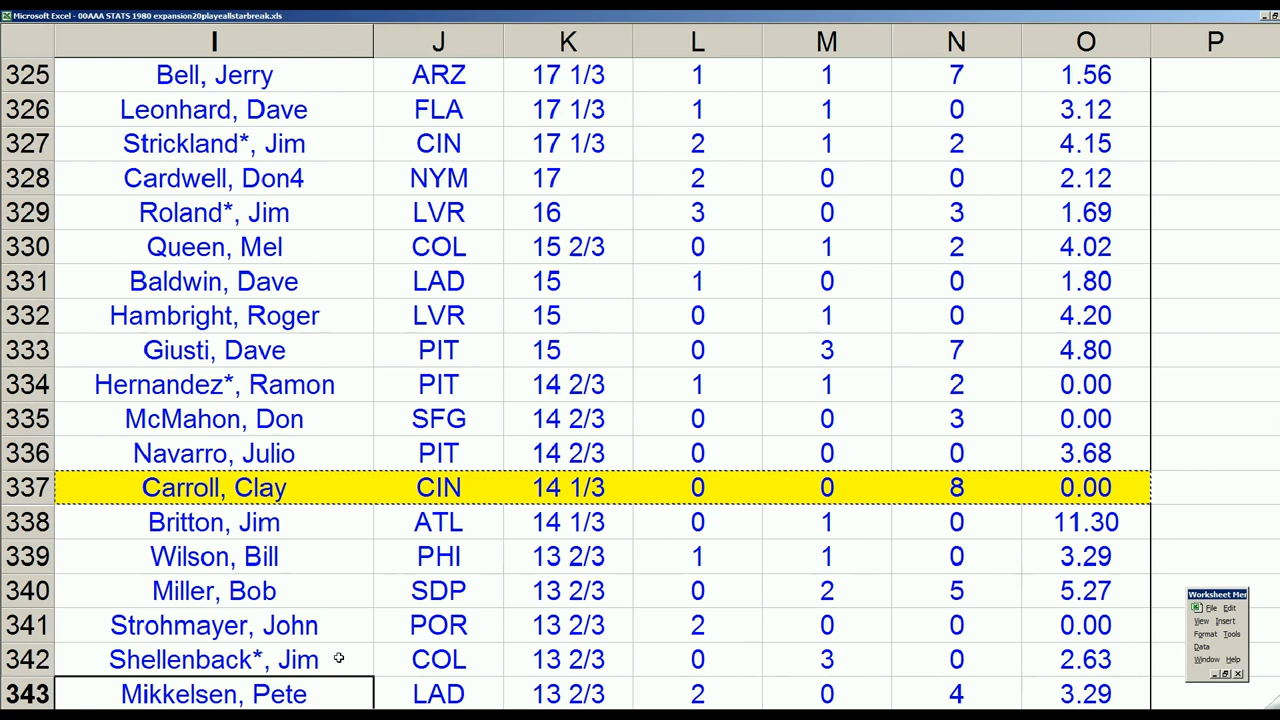 Microsoft Excel - 00AAA STATS 1980 expansion20playeallstarbreak.xls
I J K L M N O P
325 Bell, Jerry ARZ 17 1/3 1 1 7 1.56
326 Leonhard, Dave FLA 17 1/3 1 1 0 3.12
327 Strickland*, Jim CIN 17 1/3 2 1 2 4.15
328 Cardwell, Don4 NYM 17 2 0 0 2.12
329 Roland*, Jim LVR 16 3 0 3 1.69
330 Queen, Mel COL 15 2/3 0 1 2 4.02
331 Baldwin, Dave LAD 15 1 0 0 1.80
332 Hambright, Roger LVR 15 0 1 0 4.20
333 Giusti, Dave PIT 15 0 3 7 4.80
334 Hernandez*, Ramon PIT 14 2/3 1 1 2 0.00
335 McMahon, Don SFG 14 2/3 0 0 3 0.00
336 Navarro, Julio PIT 14 2/3 0 0 0 3.68
337 Carroll, Clay CIN 14 1/3 0 0 8 0.00
338 Britton, Jim ATL 14 1/3 0 1 0 11.30
339 Wilson, Bill PHI 13 2/3 1 1 0 3.29
340 Miller, Bob SDP 13 2/3 0 2 5 5.27
341 Strohmayer, John POR 13 2/3 2 0 0 0.00
342 Shellenback*, Jim COL 13 2/3 0 3 0 2.63
343 Mikkelsen, Pete LAD 13 2/3 2 0 4 3.29
Worksheet Mer
File Edit
View Insert
Format Tools
Data
Window Help